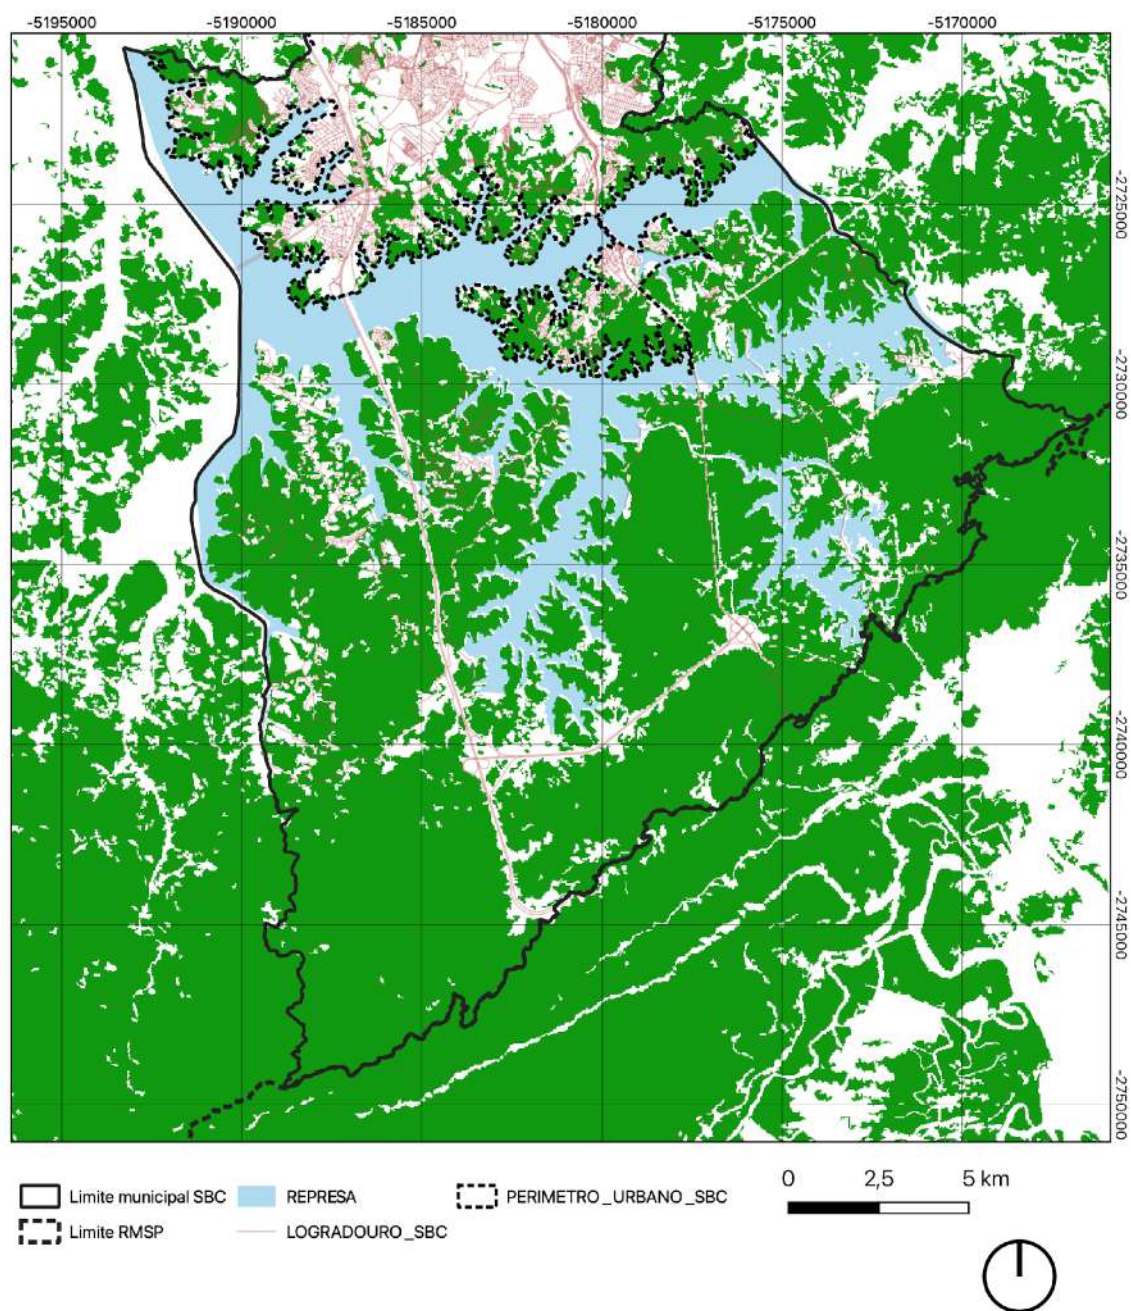 -5195000 -5190000 -5185000 -5180000 -5175000 -5170000
-2725000
-2730000
-2735000
-2740000
-2745000
-2750000
Limite municipal SBC REPRESA PERIMETRO_URBANO_SBC
Limite RMSP LOGRADOURO_SBC
0 2,5 5 km